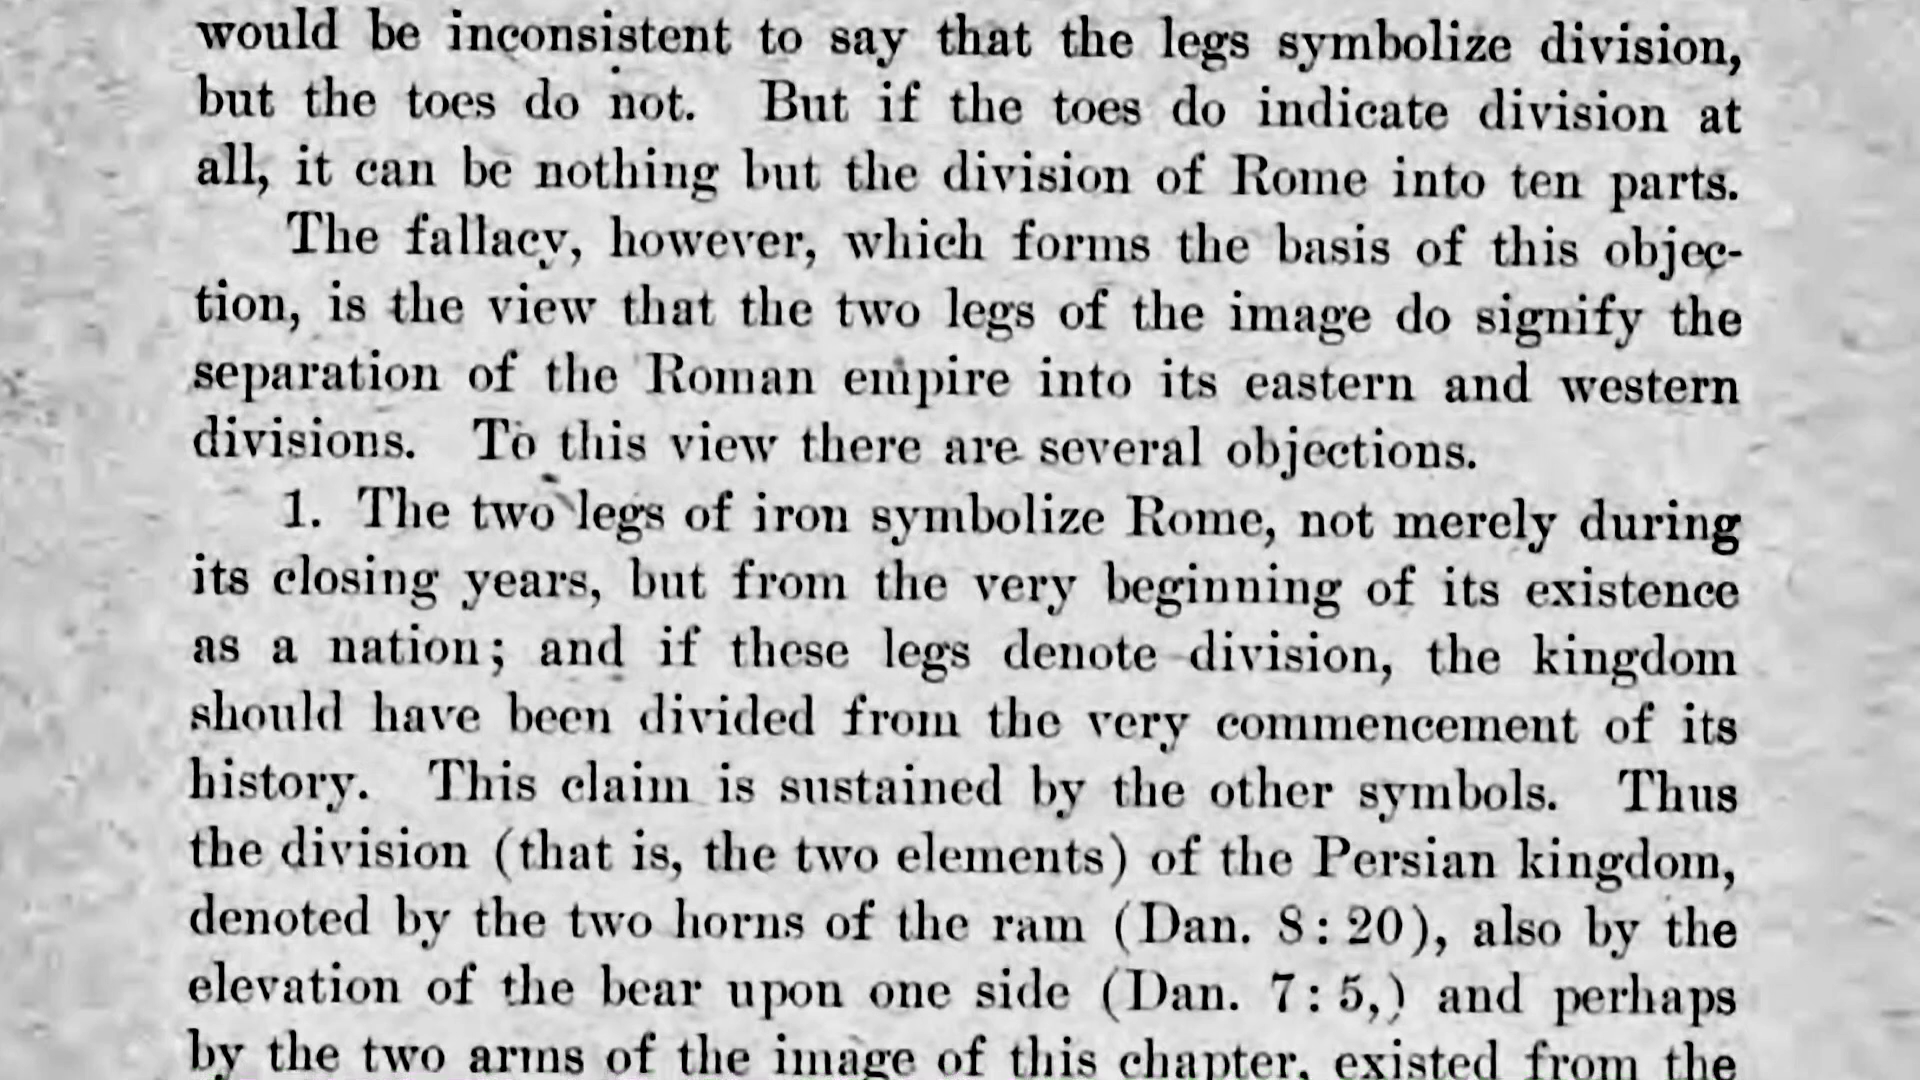 would be inconsistent to say that the legs symbolize division,
but the toes do not. But if the toes do indicate division at
all, it can be nothing but the division of Rome into ten parts.
The fallacy, however, which forms the basis of this objec-
tion, is the view that the two legs of the image do signify the
separation of the Roman empire into its eastern and western
divisions. To this view there are several objections.
1. The two legs of iron symbolize Rome, not merely during
its closing years, but from the very beginning of its existence
as a nation; and if these legs denote division, the kingdom
should have been divided from the very commencement of its
history. This claim is sustained by the other symbols. Thus
the division (that is, the two elements) of the Persian kingdom,
denoted by the two horns of the ram (Dan. 8:20), also by the
elevation of the bear upon one side (Dan. 7:5,) and perhaps
by the two arms of the image of this chapter, existed from the